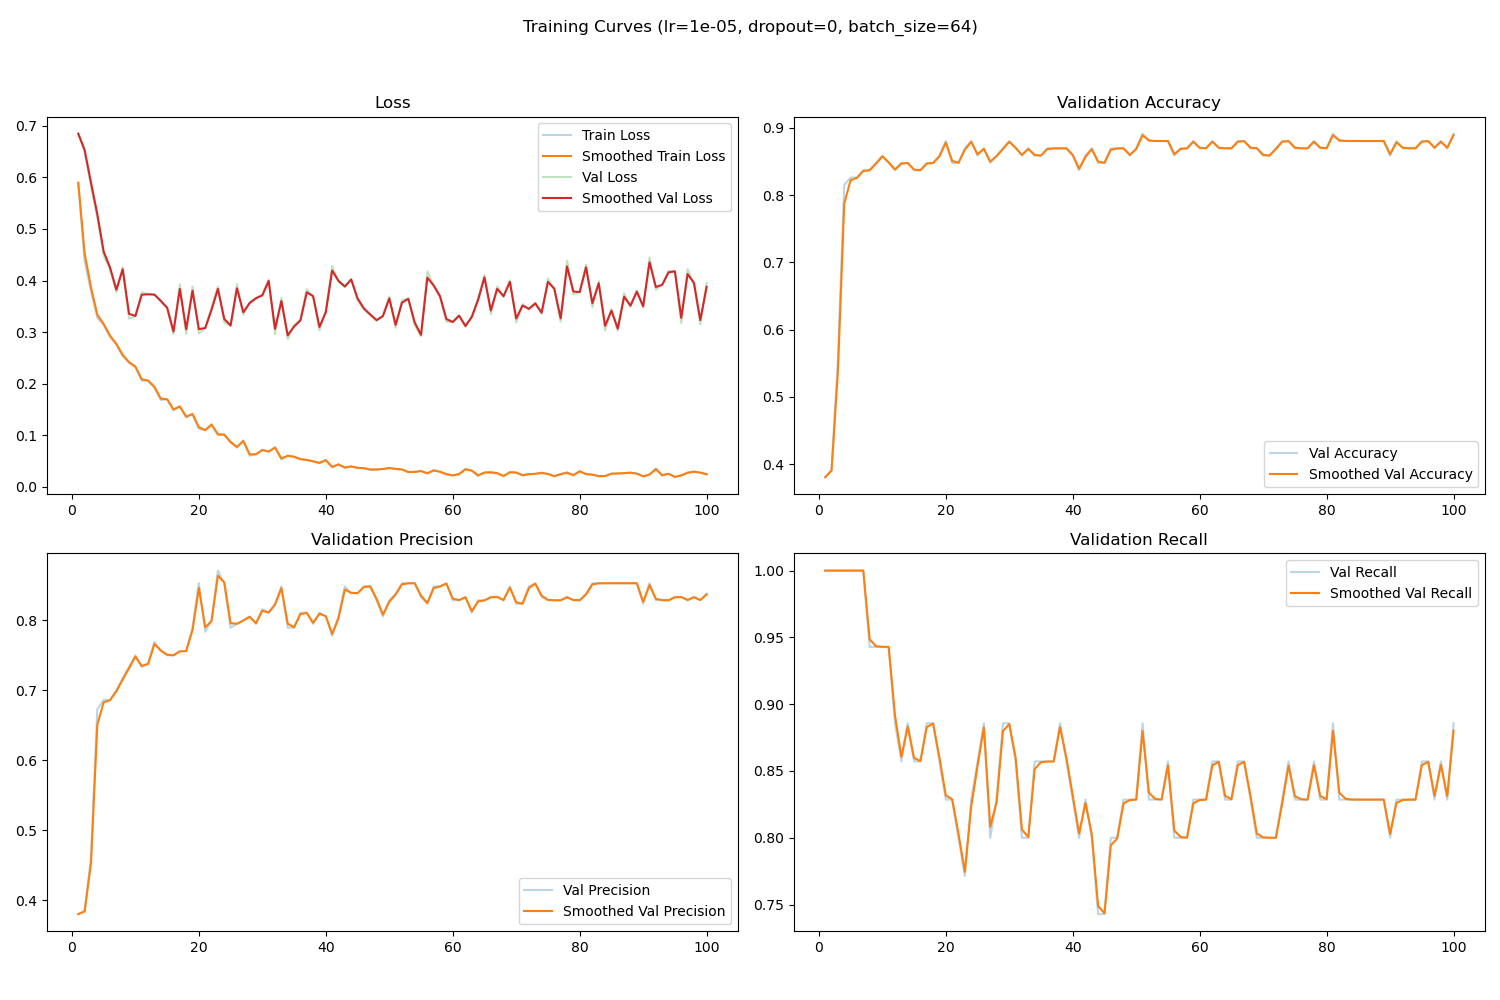 Training Curves (lr=1e-05, dropout=0, batch_size=64)
Loss
0.7
0.6
0.5
0.4
0.3
0.2
0.1
0.0
Train Loss
Smoothed Train Loss
Val Loss
Smoothed Val Loss
0 20 40 60 80 100
Validation Accuracy
0.9
0.8
0.7
0.6
0.5
0.4
Val Accuracy
Smoothed Val Accuracy
0 20 40 60 80 100
Validation Precision
0.8
0.7
0.6
0.5
0.4
Val Precision
Smoothed Val Precision
0 20 40 60 80 100
Validation Recall
1.00
0.95
0.90
0.85
0.80
0.75
Val Recall
Smoothed Val Recall
0 20 40 60 80 100